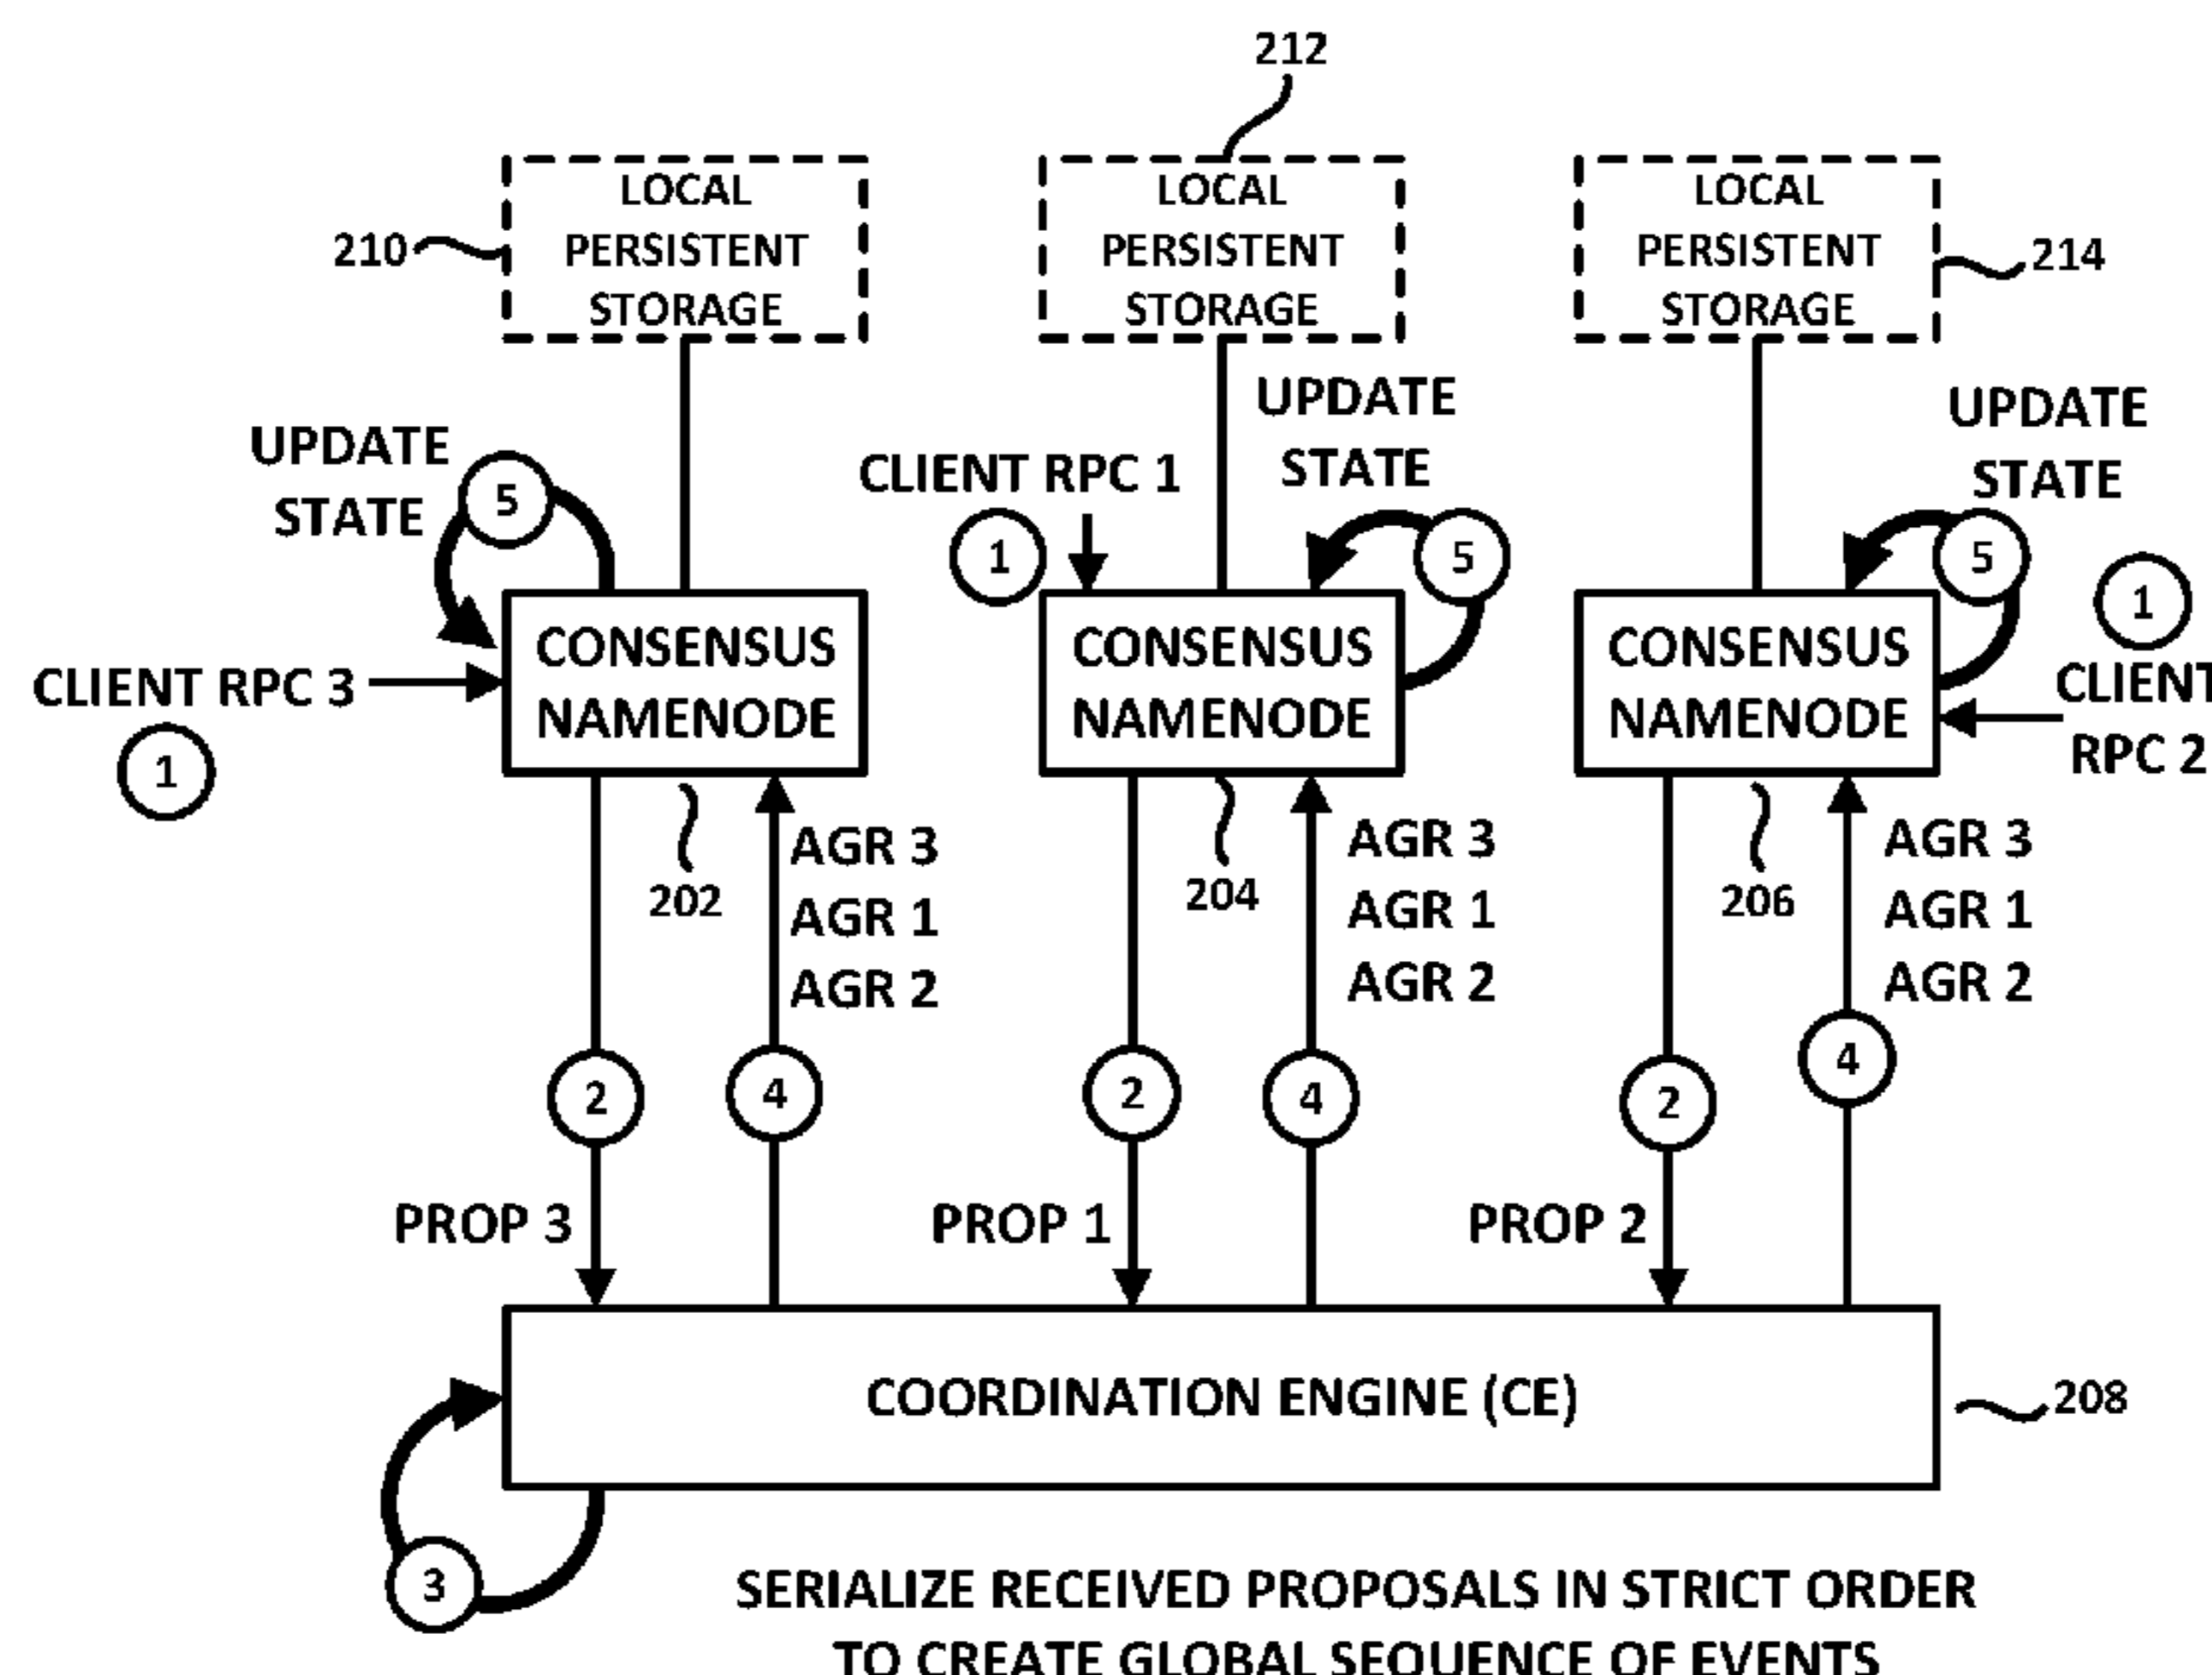 212
LOCAL
PERSISTENT
STORAGE
LOCAL
PERSISTENT
STORAGE
LOCAL
PERSISTENT
STORAGE
210
214
UPDATE
STATE
5
CLIENT RPC 1
1
UPDATE
STATE
5
UPDATE
STATE
5
1
CLIENT RPC 3
1
CONSENSUS
NAMENODE
CONSENSUS
NAMENODE
CONSENSUS
NAMENODE
CLIENT
RPC 2
202
AGR 3
AGR 1
AGR 2
204
AGR 3
AGR 1
AGR 2
206
AGR 3
AGR 1
AGR 2
2
4
2
4
2
4
PROP 3
PROP 1
PROP 2
COORDINATION ENGINE (CE)
208
3
SERIALIZE RECEIVED PROPOSALS IN STRICT ORDER
TO CREATE GLOBAL SEQUENCE OF EVENTS